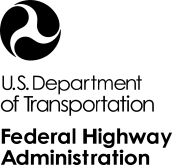 U.S. Department
of Transportation
Federal Highway
Administration